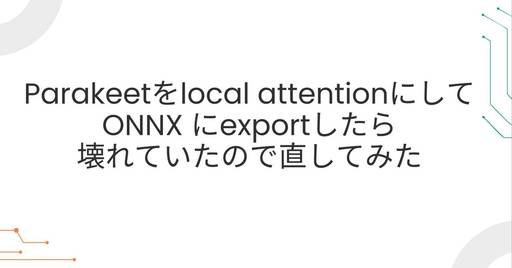 Parakeetをlocal attentionにして
ONNX にexportしたら
壊れていたので直してみた